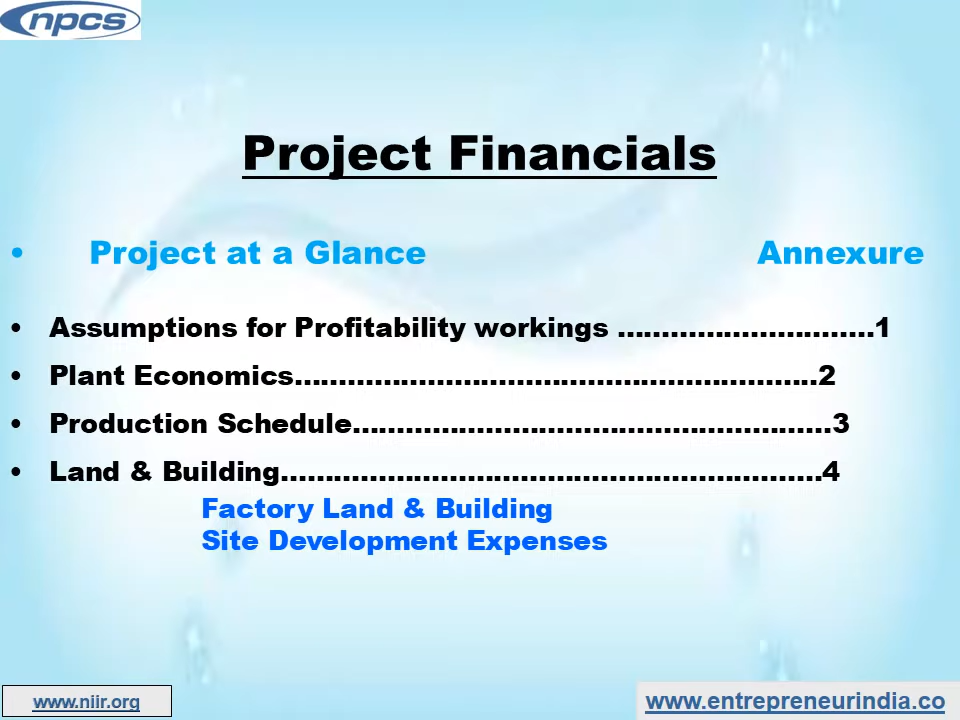 npcs
Project Financials
• Project at a Glance Annexure
• Assumptions for Profitability workings ...............................1
• Plant Economics..............................................................2
• Production Schedule.........................................................3
• Land & Building................................................................4
Factory Land & Building
Site Development Expenses
www.niir.org
www.entrepreneurindia.co